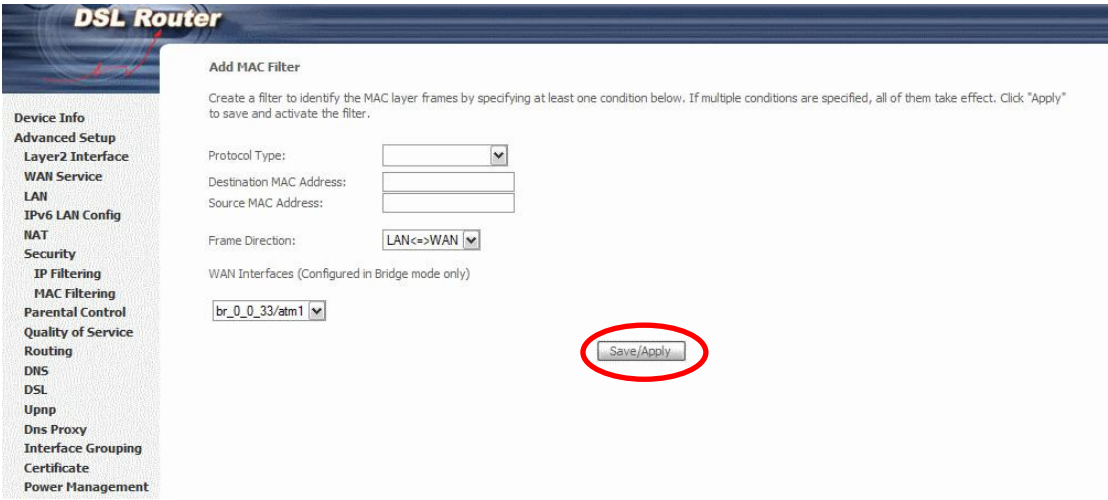 DSL Router
Add MAC Filter
Create a filter to identify the MAC layer frames by specifying at least one condition below. If multiple conditions are specified, all of them take effect. Click "Apply"
to save and activate the filter.
Protocol Type:
Destination MAC Address:
Source MAC Address:
Frame Direction: LAN<=>WAN
WAN Interfaces (Configured in Bridge mode only)
br_0_0_33/atm1
Save/Apply
Device Info
Advanced Setup
Layer2 Interface
WAN Service
LAN
IPv6 LAN Config
NAT
Security
IP Filtering
MAC Filtering
Parental Control
Quality of Service
Routing
DNS
DSL
Upnp
Dns Proxy
Interface Grouping
Certificate
Power Management